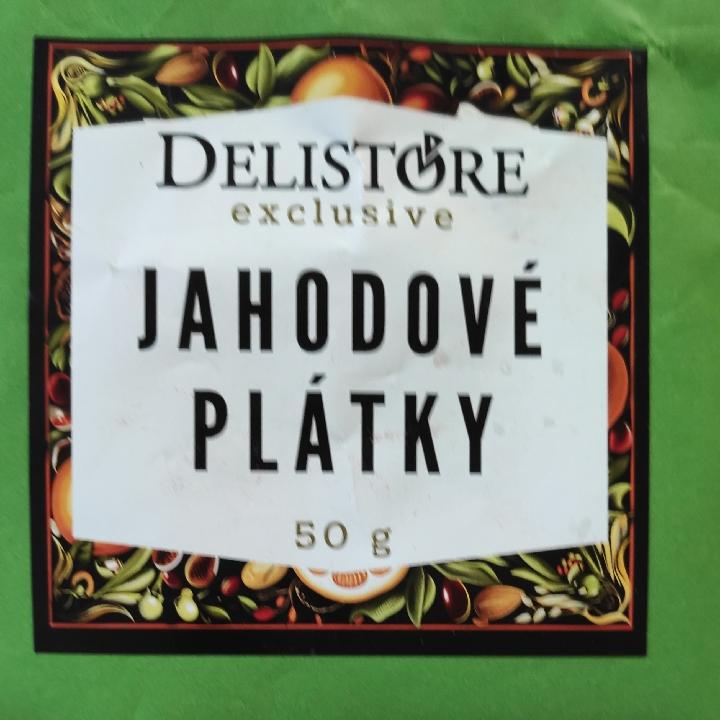 DELISTORE
exclusive
JAHODOVÉ
PLÁTKY
50 g